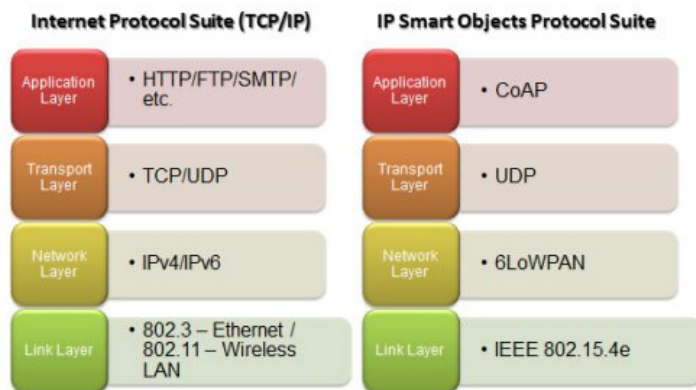 Internet Protocol Suite (TCP/IP)
Application
Layer
• HTTP/FTP/SMTP/
etc.
Transport
Layer
• TCP/UDP
Network
Layer
• IPv4/IPv6
Link Layer
• 802.3 – Ethernet /
802.11 – Wireless
LAN
IP Smart Objects Protocol Suite
Application
Layer
• CoAP
Transport
Layer
• UDP
Network
Layer
• 6LoWPAN
Link Layer
• IEEE 802.15.4e